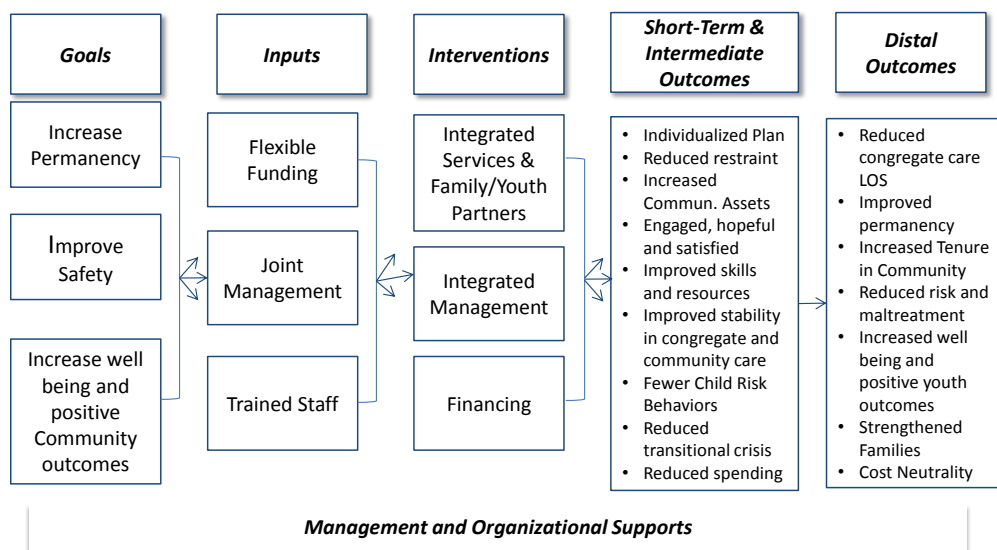 Goals
Inputs
Interventions
Short-Term &
Intermediate
Outcomes
Distal
Outcomes
Increase
Permanency
Improve
Safety
Increase well
being and
positive
Community
outcomes
Flexible
Funding
Joint
Management
Trained Staff
Integrated
Services &
Family/Youth
Partners
Integrated
Management
Financing
• Individualized Plan
• Reduced restraint
• Increased
Commun. Assets
• Engaged, hopeful
and satisfied
• Improved skills
and resources
• Improved stability
in congregate and
community care
• Fewer Child Risk
Behaviors
• Reduced
transitional crisis
• Reduced spending
• Reduced
congregate care
LOS
• Improved
permanency
• Increased Tenure
in Community
• Reduced risk and
maltreatment
• Increased well
being and
positive youth
outcomes
• Strengthened
Families
• Cost Neutrality
Management and Organizational Supports